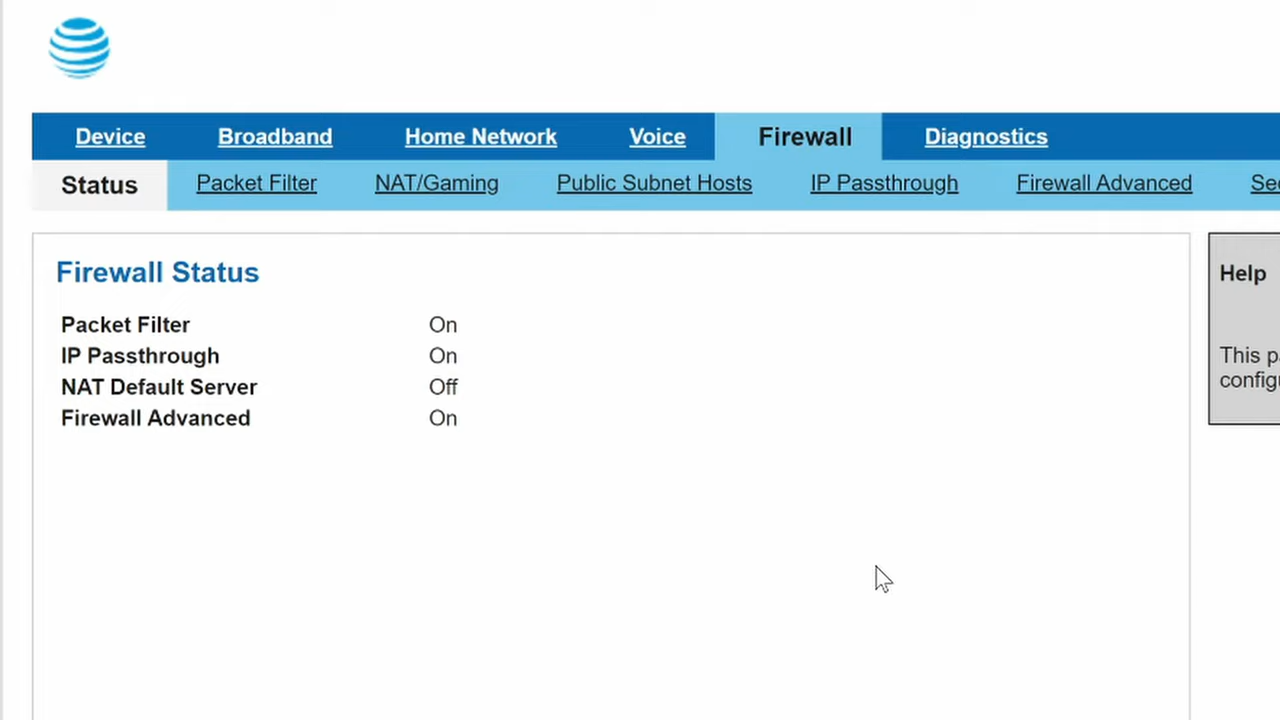 Device Broadband Home Network Voice Firewall Diagnostics
Status Packet Filter NAT/Gaming Public Subnet Hosts IP Passthrough Firewall Advanced
Firewall Status
Packet Filter On
IP Passthrough On
NAT Default Server Off
Firewall Advanced On
Help
This